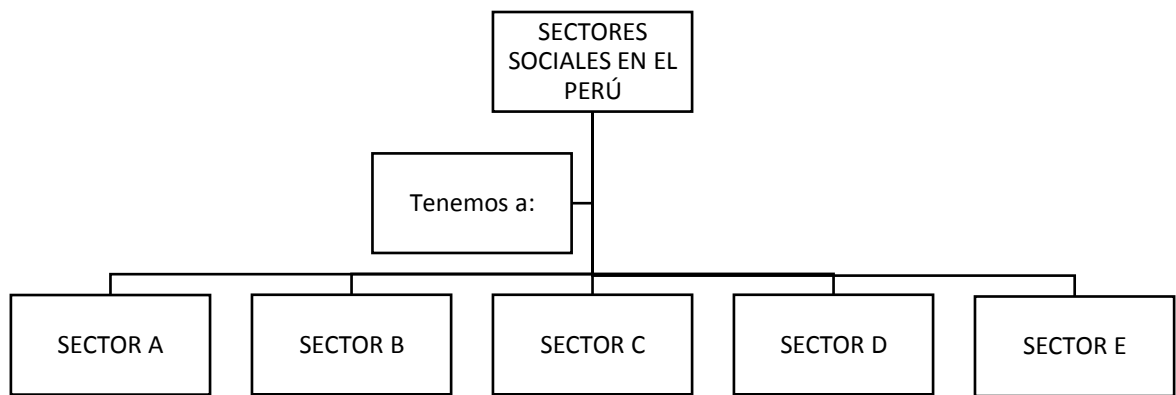 SECTORES
SOCIALES EN EL
PERÚ
Tenemos a:
SECTOR A
SECTOR B
SECTOR C
SECTOR D
SECTOR E